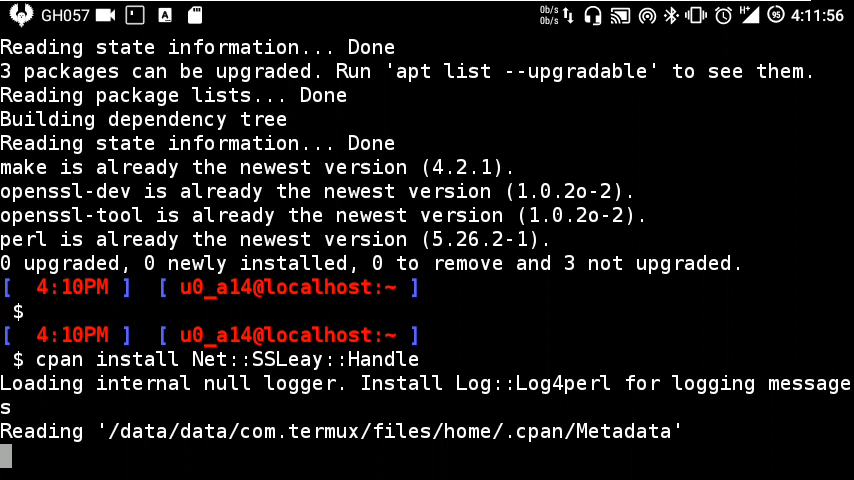 GH057 A 0b/s 0b/s H+ 95 4:11:56
Reading state information... Done
3 packages can be upgraded. Run 'apt list --upgradable' to see them.
Reading package lists... Done
Building dependency tree
Reading state information... Done
make is already the newest version (4.2.1).
openssl-dev is already the newest version (1.0.2o-2).
openssl-tool is already the newest version (1.0.2o-2).
perl is already the newest version (5.26.2-1).
0 upgraded, 0 newly installed, 0 to remove and 3 not upgraded.
[ 4:10PM ] [ u0_a14@localhost:~ ]
$
[ 4:10PM ] [ u0_a14@localhost:~ ]
$ cpan install Net::SSLeay::Handle
Loading internal null logger. Install Log::Log4perl for logging message
s
Reading '/data/data/com.termux/files/home/.cpan/Metadata'